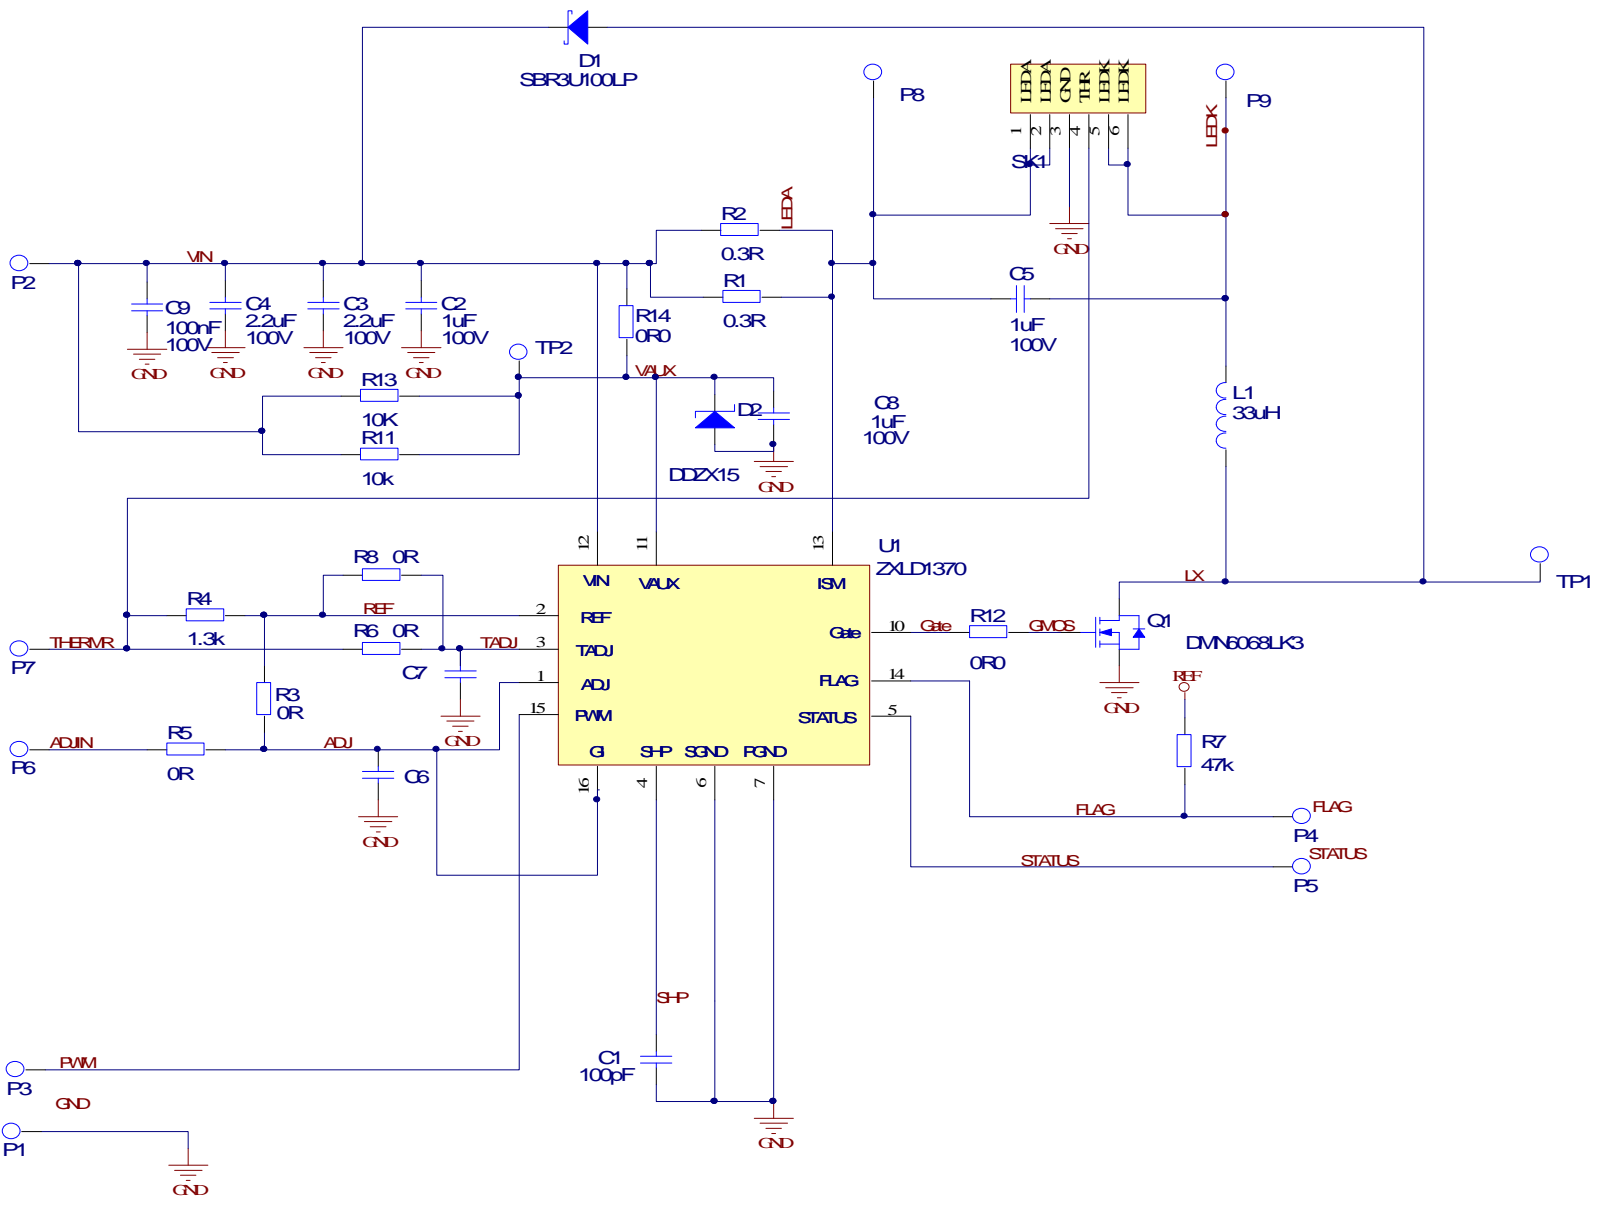 D1
SBR3U100LP
P8
LEDA
LEDA
GND
THR
LEDK
LEDK
1
2
3
4
5
6
SK1
P9
LEDK
GND
P2
VIN
C9
100nF
100V
GND
C4
2.2uF
100V
GND
C3
2.2uF
100V
GND
C2
1uF
100V
GND
R2
0.3R
LEDA
R1
0.3R
R14
0R0
C5
1uF
100V
TP2
VAUX
R13
10K
R11
10k
D2
DDZX15
C8
1uF
100V
GND
L1
33uH
12
11
13
U1
ZXLD1370
VIN
VAUX
ISM
REF
TADJ
ADJ
PWM
GI
SHP
SGND
PGND
Gate
FLAG
STATUS
2
3
1
15
16
4
6
7
10
14
5
R8 0R
R4
1.3k
REF
R6 0R
TADJ
P7
THERMR
C7
GND
R3
0R
P6
ADJIN
R5
0R
ADJ
C6
GND
Gate
R12
0R0
GMOS
LX
Q1
DMN6068LK3
GND
TP1
REF
R7
47k
FLAG
FLAG
P4
STATUS
STATUS
P5
SHP
C1
100pF
GND
PWM
P3
GND
P1
GND